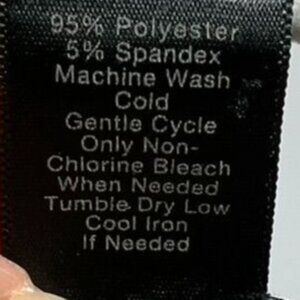 95% Polyester
5% Spandex
Machine Wash
Cold
Gentle Cycle
Only Non-
Chlorine Bleach
When Needed
Tumble Dry Low
Cool Iron
If Needed